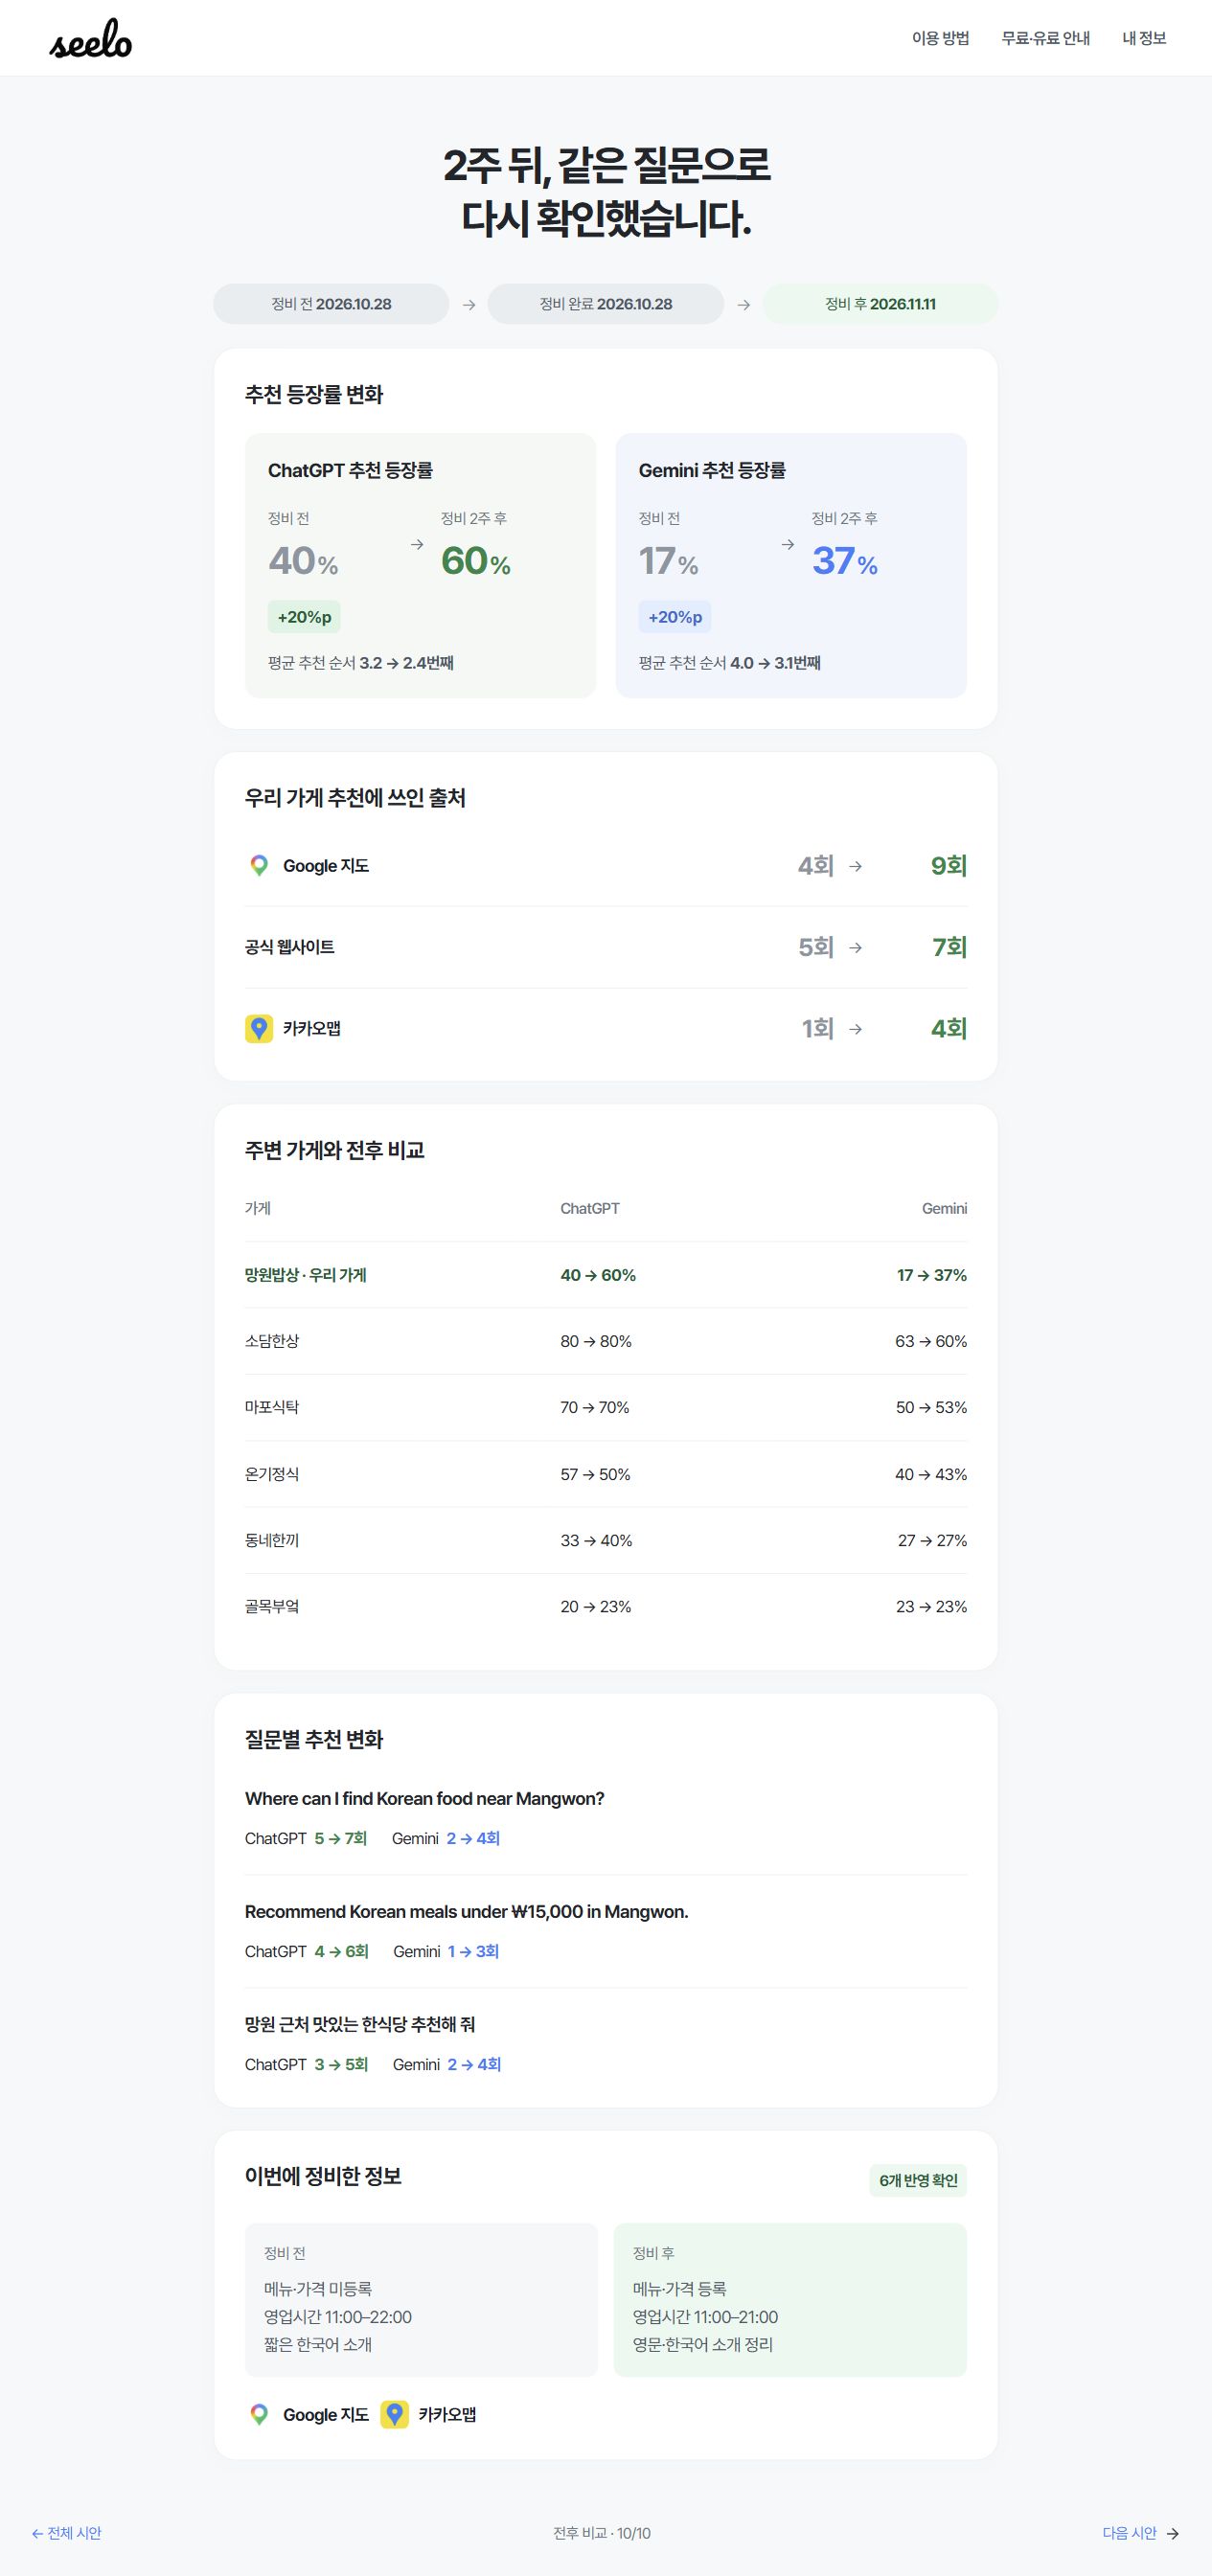 seelo
이용 방법
무료·유료 안내
내 정보
2주 뒤, 같은 질문으로
다시 확인했습니다.
정비 전 2026.10.28 → 정비 완료 2026.10.28 → 정비 후 2026.11.11
추천 등장률 변화
ChatGPT 추천 등장률
정비 전
40%
→
정비 2주 후
60%
+20%p
평균 추천 순서 3.2 → 2.4번째
Gemini 추천 등장률
정비 전
17%
→
정비 2주 후
37%
+20%p
평균 추천 순서 4.0 → 3.1번째
우리 가게 추천에 쓰인 출처
Google 지도 4회 → 9회
공식 웹사이트 5회 → 7회
카카오맵 1회 → 4회
주변 가게와 전후 비교
가게 ChatGPT Gemini
망원밥상 · 우리 가게 40 → 60% 17 → 37%
소담한상 80 → 80% 63 → 60%
마포식탁 70 → 70% 50 → 53%
온기정식 57 → 50% 40 → 43%
동네한끼 33 → 40% 27 → 27%
골목부엌 20 → 23% 23 → 23%
질문별 추천 변화
Where can I find Korean food near Mangwon?
ChatGPT 5 → 7회 Gemini 2 → 4회
Recommend Korean meals under ₩15,000 in Mangwon.
ChatGPT 4 → 6회 Gemini 1 → 3회
망원 근처 맛있는 한식당 추천해 줘
ChatGPT 3 → 5회 Gemini 2 → 4회
이번에 정비한 정보
6개 반영 확인
정비 전
메뉴·가격 미등록
영업시간 11:00–22:00
짧은 한국어 소개
정비 후
메뉴·가격 등록
영업시간 11:00–21:00
영문·한국어 소개 정리
Google 지도 카카오맵
← 전체 시안
전후 비교 · 10/10
다음 시안 →